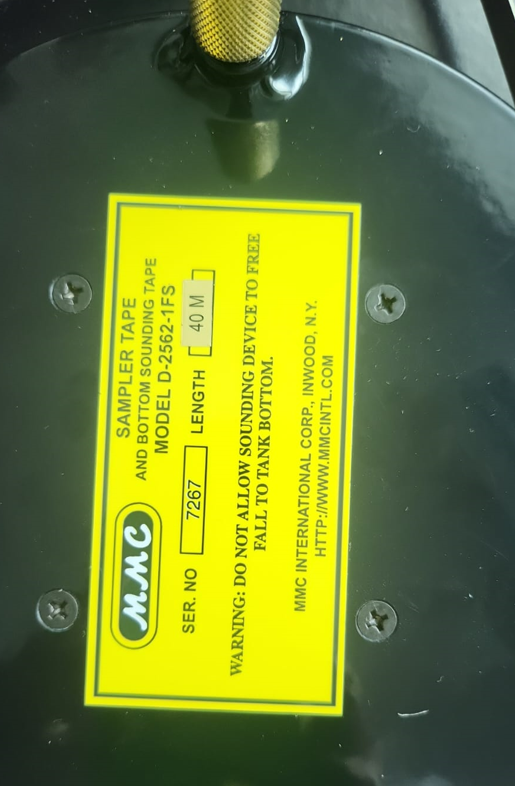 MMC
SAMPLER TAPE
AND BOTTOM SOUNDING TAPE
MODEL D-2562-1FS
SER. NO 7267 LENGTH 40 M
WARNING: DO NOT ALLOW SOUNDING DEVICE TO FREE
FALL TO TANK BOTTOM.
MMC INTERNATIONAL CORP., INWOOD, N.Y.
HTTP://WWW.MMCINTL.COM